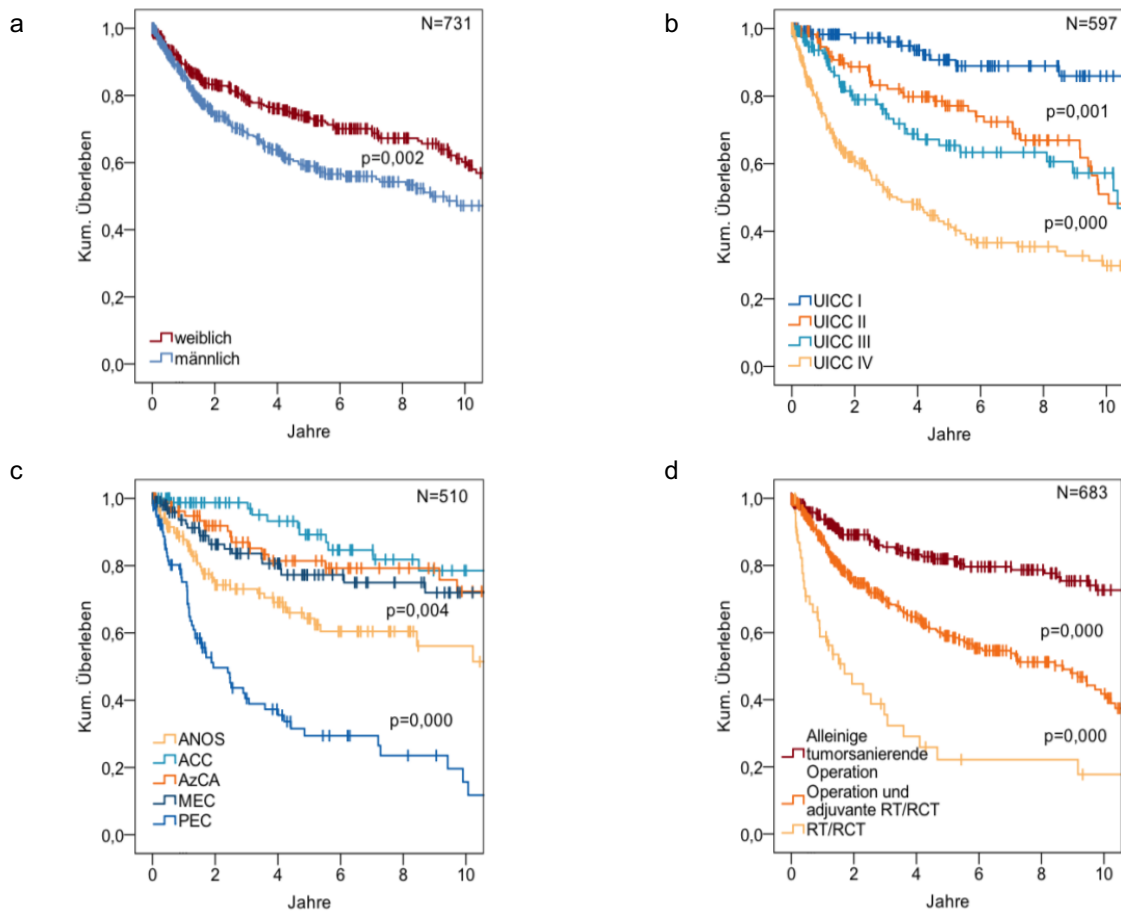 a
N=731
1,0
0,8
0,6
0,4
0,2
0,0
Kum. Überleben
p=0,002
weiblich
männlich
0 2 4 6 8 10
Jahre
b
N=597
1,0
0,8
0,6
0,4
0,2
0,0
Kum. Überleben
p=0,001
p=0,000
UICC I
UICC II
UICC III
UICC IV
0 2 4 6 8 10
Jahre
c
N=510
1,0
0,8
0,6
0,4
0,2
0,0
Kum. Überleben
p=0,004
p=0,000
ANOS
ACC
AzCA
MEC
PEC
0 2 4 6 8 10
Jahre
d
N=683
1,0
0,8
0,6
0,4
0,2
0,0
Kum. Überleben
p=0,000
p=0,000
Alleinige
tumorsanierende
Operation
Operation und
adjuvante RT/RCT
RT/RCT
0 2 4 6 8 10
Jahre